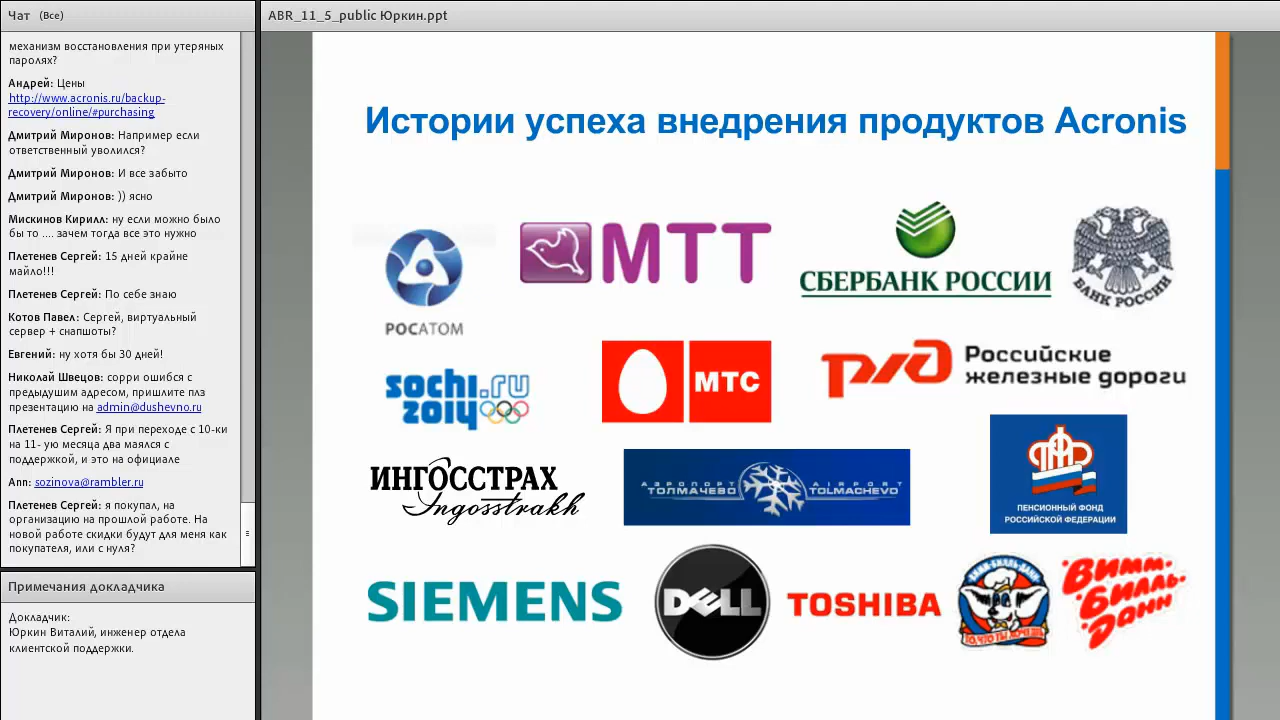 Чат (Все)
механизм восстановления при утеряных
паролях?
Андрей: Цены
http://www.acronis.ru/backup-
recovery/online/#purchasing
Дмитрий Миронов: Например если
ответственный уволился?
Дмитрий Миронов: И все забыто
Дмитрий Миронов: )) ясно
Мискинов Кирилл: ну если можно было
бы то .... зачем тогда все это нужно
Плетенев Сергей: 15 дней крайне
майло!!!
Плетенев Сергей: По себе знаю
Котов Павел: Сергей, виртуальный
сервер + снапшоты?
Евгений: ну хотя бы 30 дней!
Николай Швецов: сорри ошибся с
предыдущим адресом, пришлите плз
презентацию на admin@dushevno.ru
Плетенев Сергей: Я при переходе с 10-ки
на 11- ую месяца два маялся с
поддержкой, и это на официале
Ann: sozinova@rambler.ru
Плетенев Сергей: я покупал, на
организацию на прошлой работе. На
новой работе скидки будут для меня как
покупателя, или с нуля?
Примечания докладчика
Докладчик:
Юркин Виталий, инженер отдела
клиентской поддержки.
ABR_11_5_public Юркин.ppt
Истории успеха внедрения продуктов Acronis
РОСАТОМ
МТТ
СБЕРБАНК РОССИИ
БАНК РОССИИ
sochi.ru
2014
МТС
РЖД
Российские
железные дороги
ИНГОССТРАХ
Ingosstrakh
АЭРОПОРТ
ТОЛМАЧЕВО
AIRPORT
TOLMACHEVO
ПЕНСИОННЫЙ ФОНД
РОССИЙСКОЙ ФЕДЕРАЦИИ
SIEMENS
DELL
TOSHIBA
ВИММ-БИЛЛЬ-ДАНН
ТО, ЧТО ТЫ ХОЧЕШЬ
Вимм-
Билль-
Данн